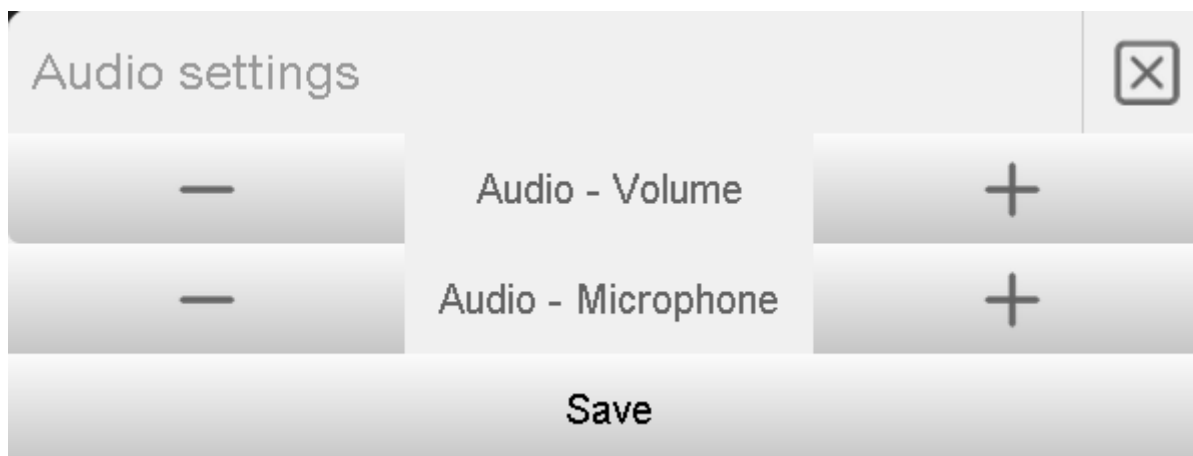 Audio settings
− Audio - Volume +
− Audio - Microphone +
Save